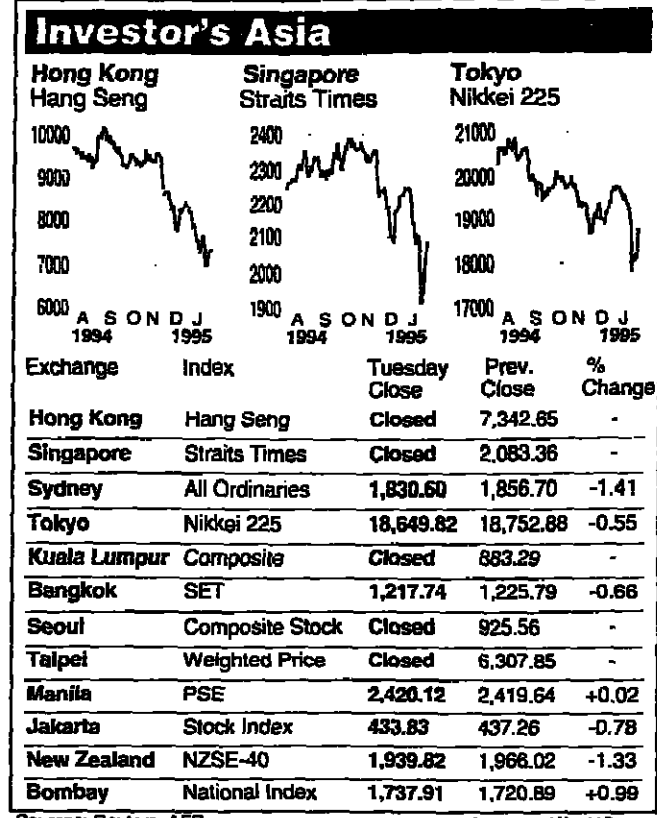 Investor's Asia
Hong Kong
Hang Seng
Singapore
Straits Times
Tokyo
Nikkei 225
10000
9000
8000
7000
6000
A S O N D J
1994 1995
2400
2300
2200
2100
2000
1900
A S O N D J
1994 1995
21000
20000
19000
18000
17000
A S O N D J
1994 1995
Exchange Index Tuesday Close Prev. Close % Change
Hong Kong Hang Seng Closed 7,342.65 -
Singapore Straits Times Closed 2,083.36 -
Sydney All Ordinaries 1,830.60 1,856.70 -1.41
Tokyo Nikkei 225 18,649.82 18,752.88 -0.55
Kuala Lumpur Composite Closed 883.29 -
Bangkok SET 1,217.74 1,225.79 -0.66
Seoul Composite Stock Closed 925.56 -
Taipei Weighted Price Closed 6,307.85 -
Manila PSE 2,420.12 2,419.64 +0.02
Jakarta Stock Index 433.83 437.26 -0.78
New Zealand NZSE-40 1,939.82 1,966.02 -1.33
Bombay National Index 1,737.91 1,720.89 +0.99